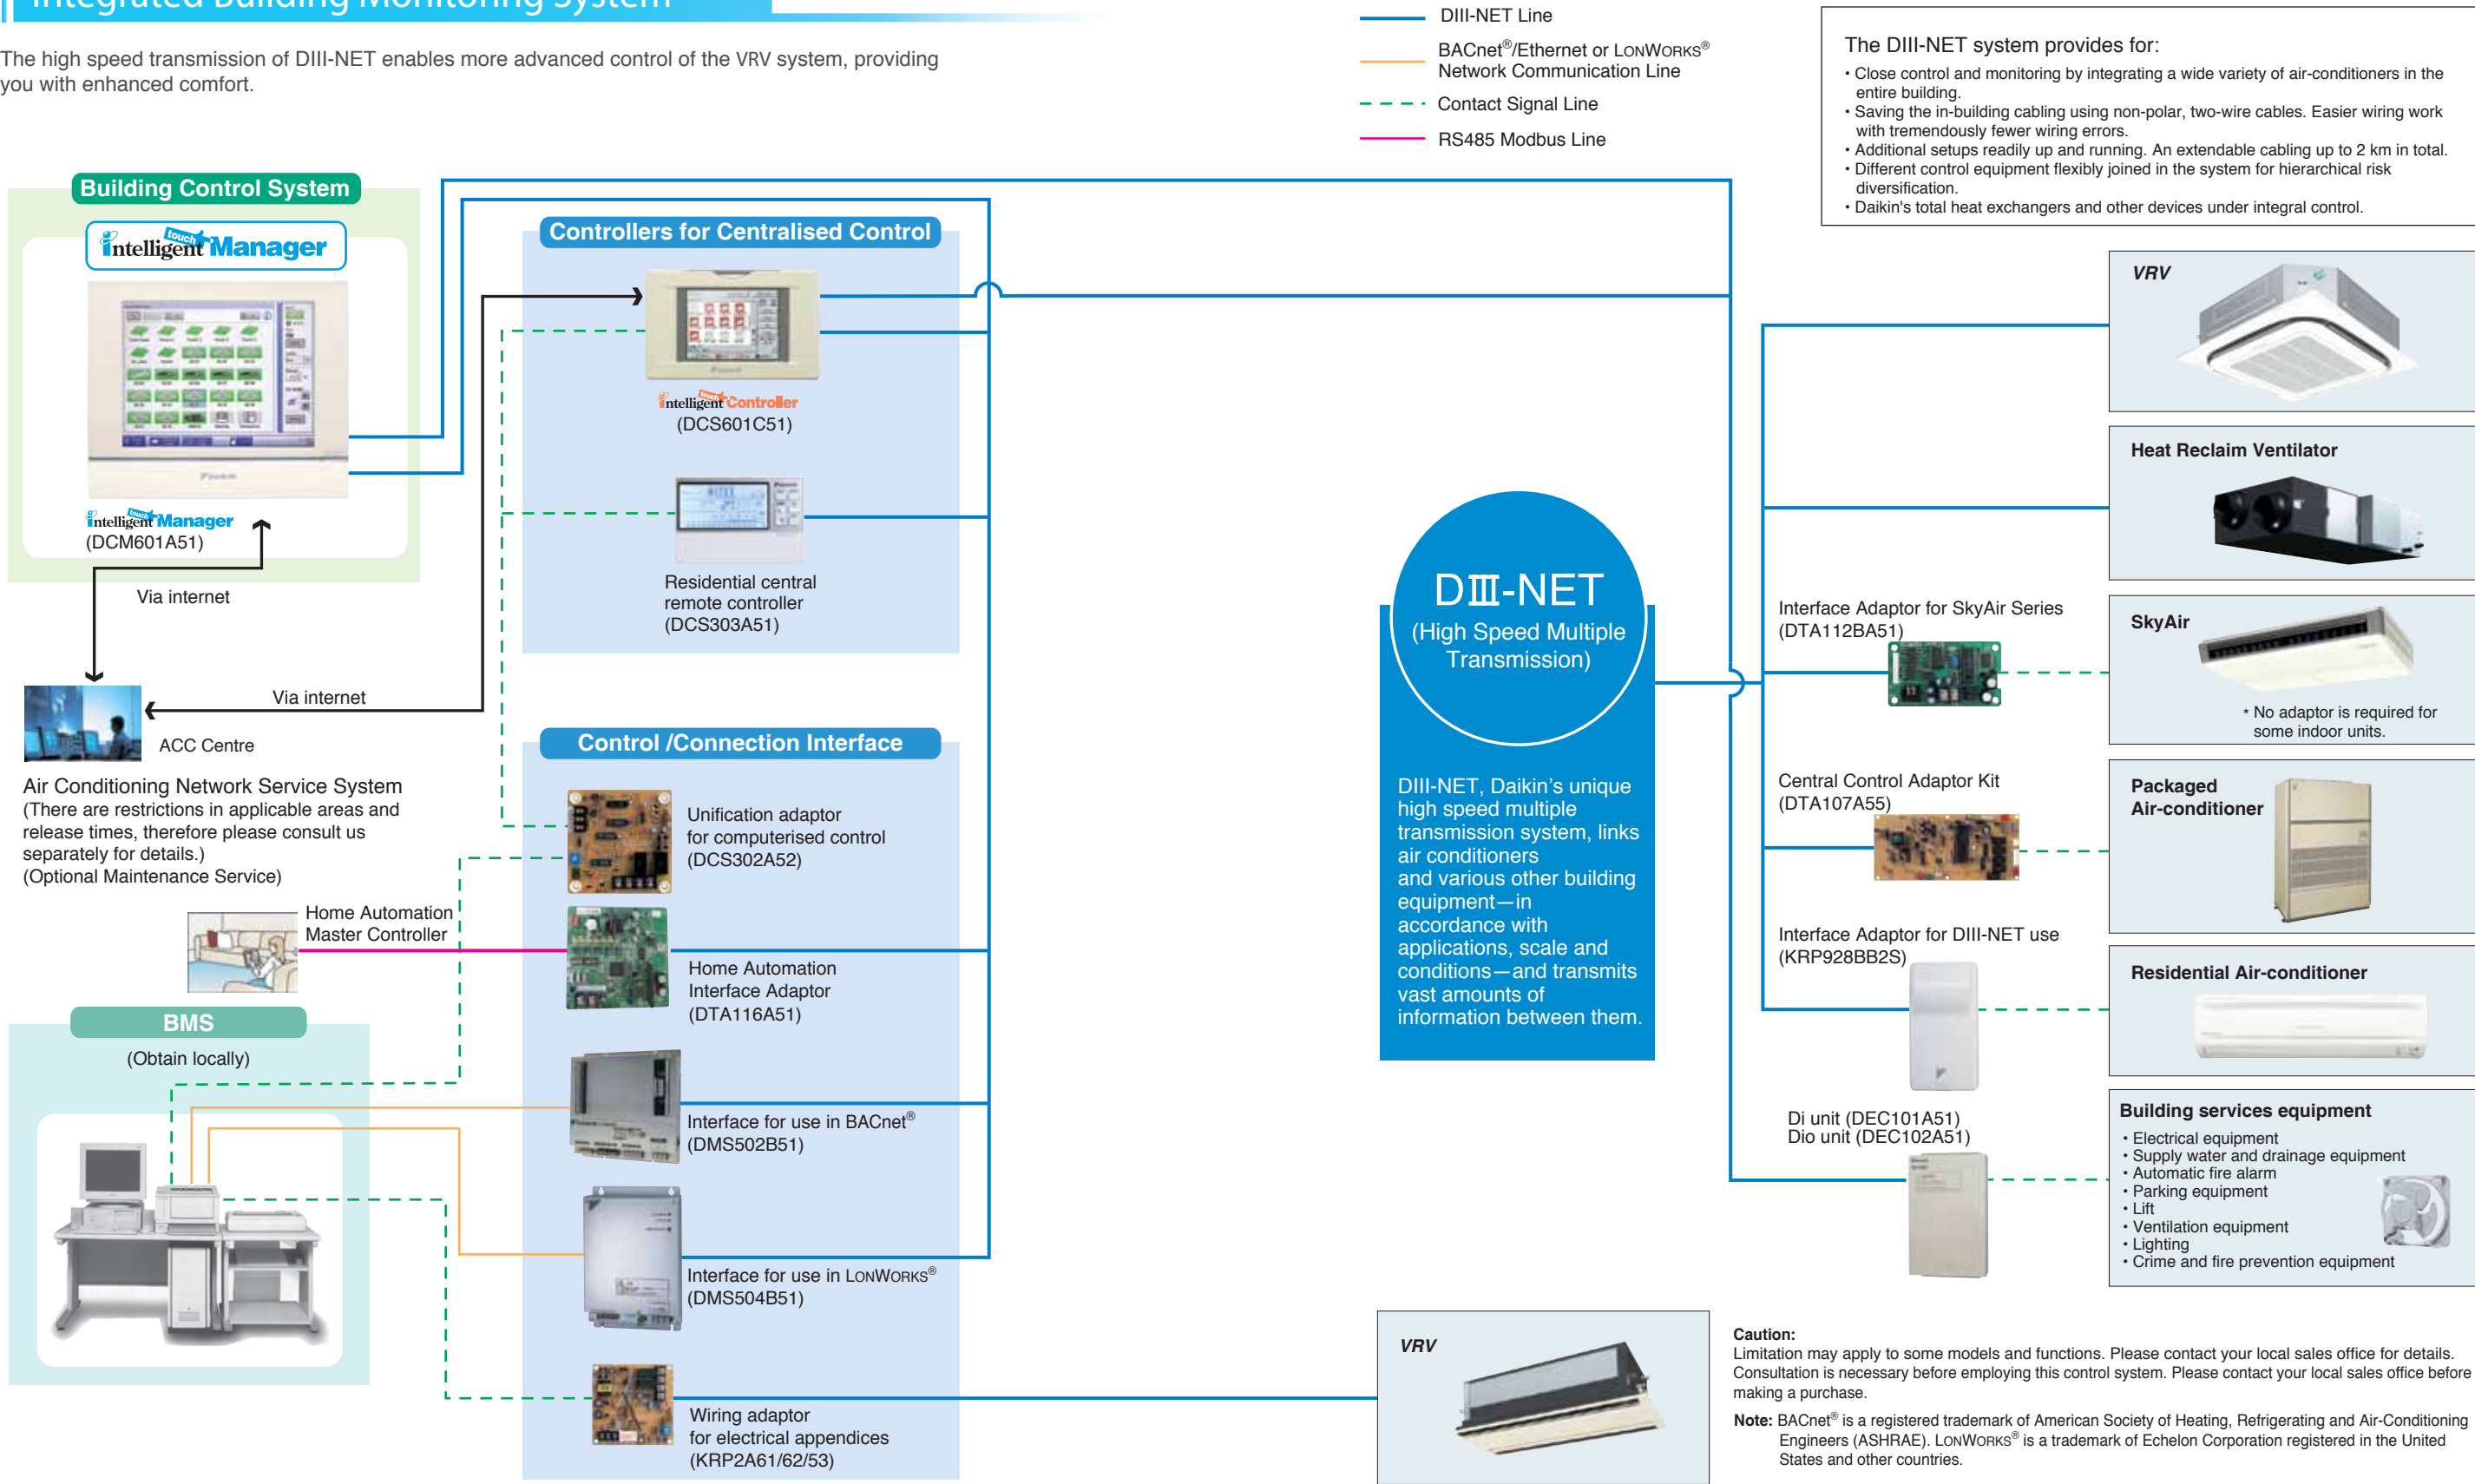 Integrated Building Monitoring System
The high speed transmission of DIII-NET enables more advanced control of the VRV system, providing
you with enhanced comfort.
DIII-NET Line
BACnet®/Ethernet or LONWORKS®
Network Communication Line
Contact Signal Line
RS485 Modbus Line
The DIII-NET system provides for:
• Close control and monitoring by integrating a wide variety of air-conditioners in the
entire building.
• Saving the in-building cabling using non-polar, two-wire cables. Easier wiring work
with tremendously fewer wiring errors.
• Additional setups readily up and running. An extendable cabling up to 2 km in total.
• Different control equipment flexibly joined in the system for hierarchical risk
diversification.
• Daikin's total heat exchangers and other devices under integral control.
Building Control System
intelligent touch Manager
intelligent touch Manager
(DCM601A51)
Via internet
Via internet
ACC Centre
Air Conditioning Network Service System
(There are restrictions in applicable areas and
release times, therefore please consult us
separately for details.)
(Optional Maintenance Service)
Home Automation
Master Controller
BMS
(Obtain locally)
Controllers for Centralised Control
intelligent touch Controller
(DCS601C51)
Residential central
remote controller
(DCS303A51)
Control /Connection Interface
Unification adaptor
for computerised control
(DCS302A52)
Home Automation
Interface Adaptor
(DTA116A51)
Interface for use in BACnet®
(DMS502B51)
Interface for use in LONWORKS®
(DMS504B51)
Wiring adaptor
for electrical appendices
(KRP2A61/62/53)
DIII-NET
(High Speed Multiple
Transmission)
DIII-NET, Daikin’s unique
high speed multiple
transmission system, links
air conditioners
and various other building
equipment—in
accordance with
applications, scale and
conditions—and transmits
vast amounts of
information between them.
VRV
Heat Reclaim Ventilator
Interface Adaptor for SkyAir Series
(DTA112BA51)
SkyAir
* No adaptor is required for
some indoor units.
Central Control Adaptor Kit
(DTA107A55)
Packaged
Air-conditioner
Interface Adaptor for DIII-NET use
(KRP928BB2S)
Residential Air-conditioner
Di unit (DEC101A51)
Dio unit (DEC102A51)
Building services equipment
• Electrical equipment
• Supply water and drainage equipment
• Automatic fire alarm
• Parking equipment
• Lift
• Ventilation equipment
• Lighting
• Crime and fire prevention equipment
VRV
Caution:
Limitation may apply to some models and functions. Please contact your local sales office for details.
Consultation is necessary before employing this control system. Please contact your local sales office before
making a purchase.
Note: BACnet® is a registered trademark of American Society of Heating, Refrigerating and Air-Conditioning
Engineers (ASHRAE). LONWORKS® is a trademark of Echelon Corporation registered in the United
States and other countries.